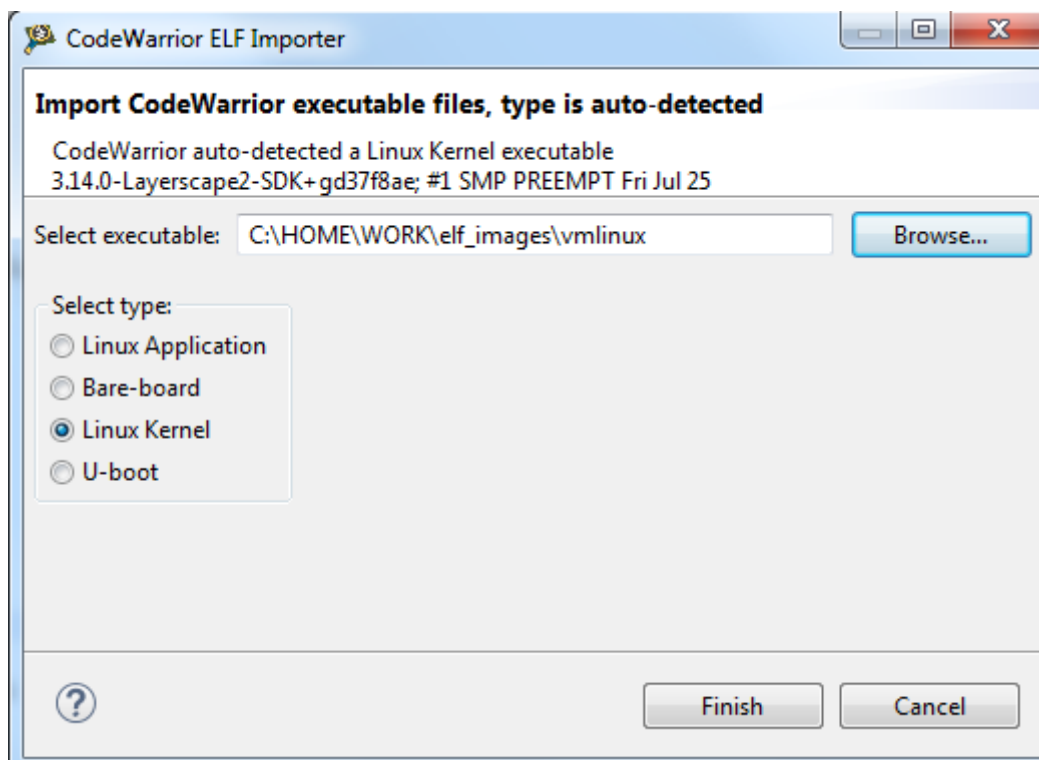 CodeWarrior ELF Importer
Import CodeWarrior executable files, type is auto-detected
CodeWarrior auto-detected a Linux Kernel executable
3.14.0-Layerscape2-SDK+gd37f8ae; #1 SMP PREEMPT Fri Jul 25
Select executable: C:\HOME\WORK\elf_images\vmlinux Browse...
Select type:
Linux Application
Bare-board
Linux Kernel
U-boot
? Finish Cancel